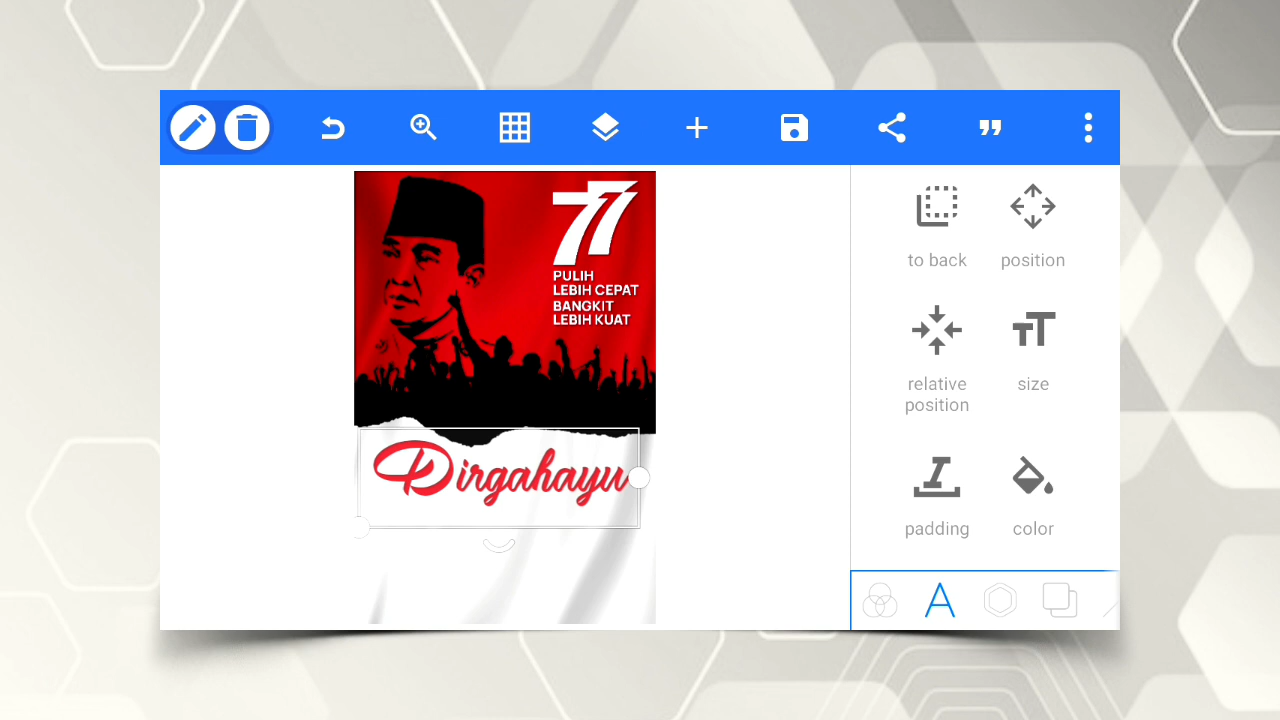 77
PULIH
LEBIH CEPAT
BANGKIT
LEBIH KUAT
Dirgahayu
to back
position
relative
position
size
padding
color